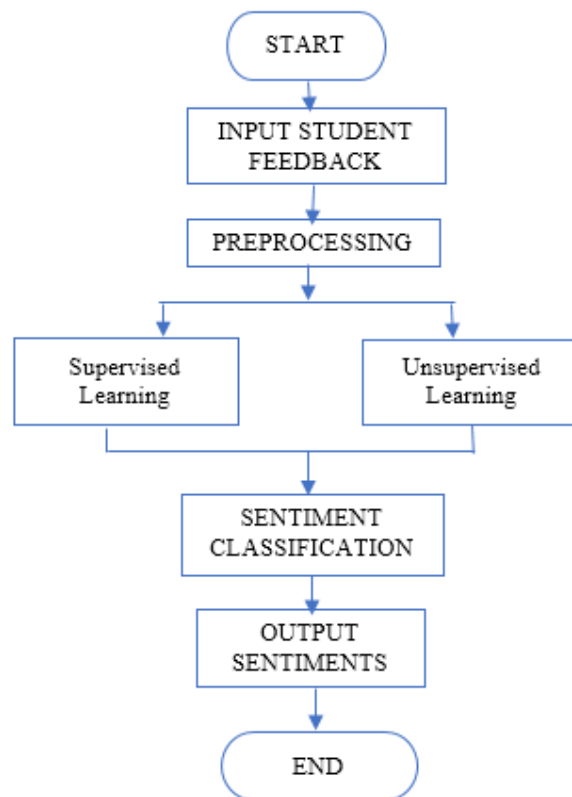 START
INPUT STUDENT
FEEDBACK
PREPROCESSING
Supervised
Learning
Unsupervised
Learning
SENTIMENT
CLASSIFICATION
OUTPUT
SENTIMENTS
END